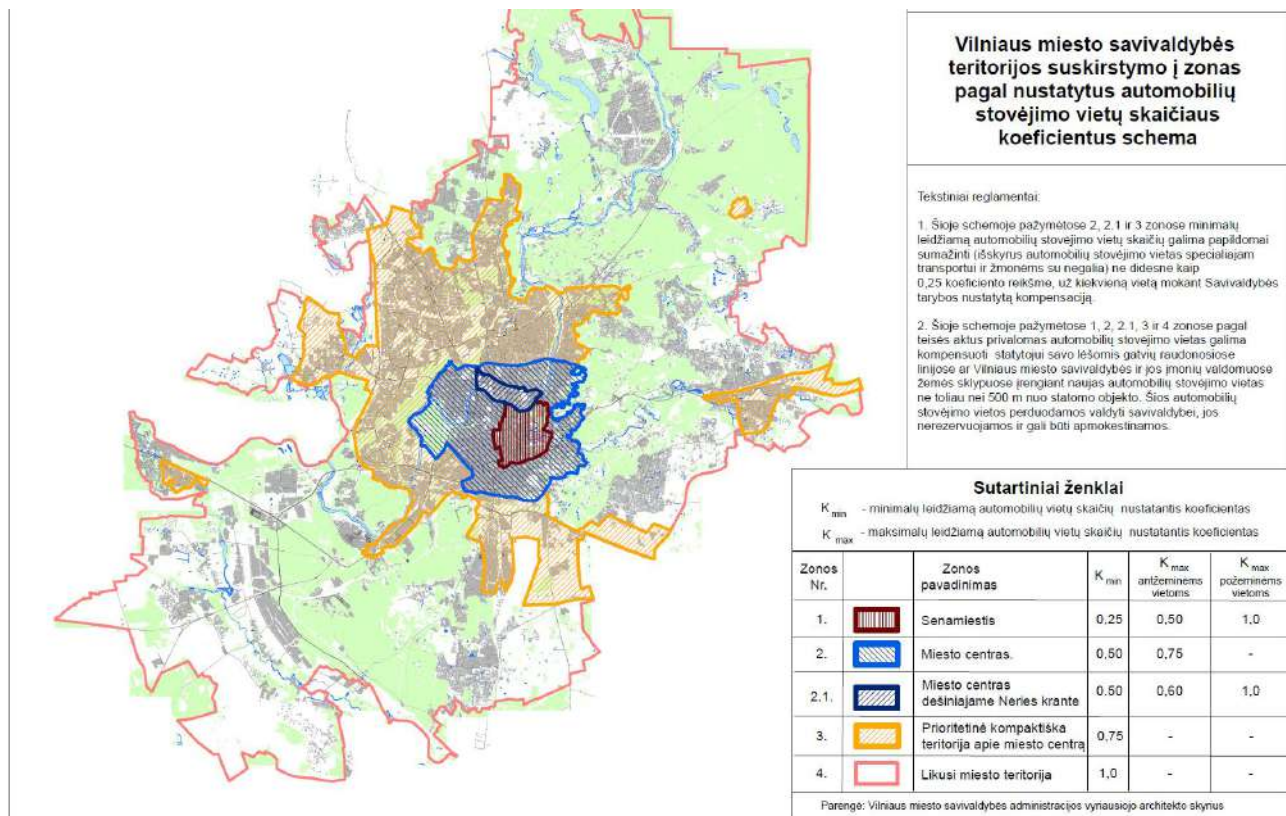 Vilniaus miesto savivaldybės
teritorijos suskirstymo į zonas
pagal nustatytus automobilių
stovėjimo vietų skaičiaus
koeficientus schema
Tekstiniai reglamentai:
1. Šioje schemoje pažymėtose 2, 2.1 ir 3 zonose minimalų
leidžiamą automobilių stovėjimo vietų skaičių galima papildomai
sumažinti (išskyrus automobilių stovėjimo vietas specialiajam
transportui ir žmonėms su negalia) ne didesne kaip
0,25 koeficiento reikšme, už kiekvieną vietą mokant Savivaldybės
tarybos nustatytą kompensaciją.
2. Šioje schemoje pažymėtose 1, 2, 2.1, 3 ir 4 zonose pagal
teisės aktus privalomas automobilių stovėjimo vietas galima
kompensuoti statytojui savo lėšomis gatvių raudonosiose
linijose ar Vilniaus miesto savivaldybės ir jos įmonių valdomuose
žemės sklypuose įrengiant naujas automobilių stovėjimo vietas
ne toliau nei 500 m nuo statomo objekto. Šios automobilių
stovėjimo vietos perduodamos valdyti savivaldybei, jos
nerezervuojamos ir gali būti apmokestinamos.
Sutartiniai ženklai
K min - minimalų leidžiamą automobilių vietų skaičių nustatantis koeficientas
K max - maksimalų leidžiamą automobilių vietų skaičių nustatantis koeficientas
Zonos Nr. Zonos pavadinimas K min K max antžeminėms vietoms K max požeminėms vietoms
1. Senamiestis 0,25 0,50 1,0
2. Miesto centras. 0,50 0,75 -
2.1. Miesto centras dešiniajame Neries krante 0.50 0,60 1,0
3. Prioritetinė kompaktiška teritorija apie miesto centrą 0,75 - -
4. Likusi miesto teritorija 1,0 - -
Parengė: Vilniaus miesto savivaldybės administracijos vyriausiojo architekto skyrius